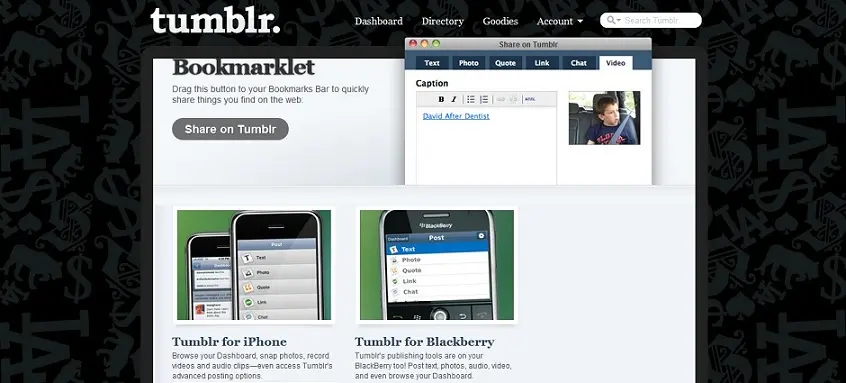 tumblr.
Dashboard Directory Goodies Account Search Tumblr
Share on Tumblr
Text Photo Quote Link Chat Video
Bookmarklet
Drag this button to your Bookmarks Bar to quickly
share things you find on the web:
Share on Tumblr
Caption
B I HTML
David After Dentist
Post
Text
Photo
Quote
Link
Chat
BlackBerry
Dashboard Post
Text
Photo
Quote
Link
Chat
Tumblr for iPhone
Browse your Dashboard, snap photos, record
videos and audio clips—even access Tumblr's
advanced posting options.
Tumblr for Blackberry
Tumblr's publishing tools are on your
BlackBerry too! Post text, photos, audio, video,
and even browse your Dashboard.